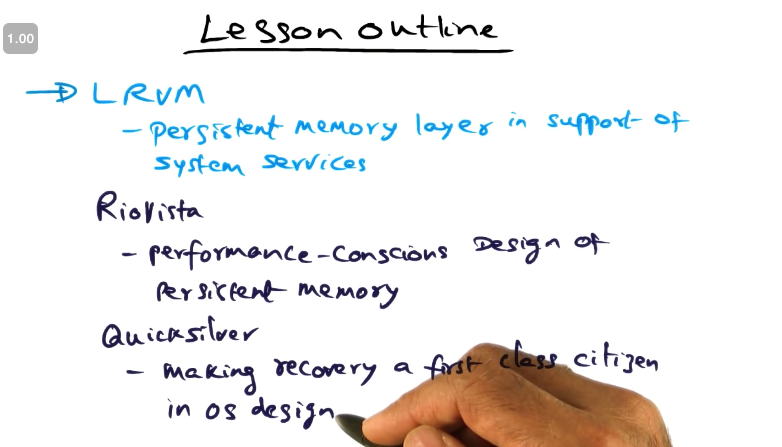 1.00
Lesson outline
LRVM
- Persistent memory layer in support of
system services
RioVista
- performance-conscious Design of
Persistent memory
Quicksilver
- making recovery a first class citizen
in OS design